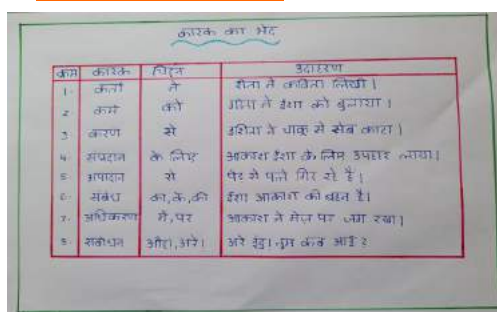 कारक का भेद
क्रम कारक चिह्न उदाहरण
1. कर्ता ने गीता ने कविता लिखी।
2. कर्म को गीता ने ईशा को बुलाया।
3 करण से इशिता ने चाकू से सेब काटा।
4 संप्रदान के लिए आकाश ईशा के लिए उपहार लाया।
5 अपादान से पेड़ से पत्ते गिर रहे हैं।
6. संबंध का, के, की ईशा आकाश की बहन है।
7. अधिकरण में, पर आकाश ने मेज़ पर जग रखा।
8. संबोधन ओहो, अरे। अरे तुम कब आई?